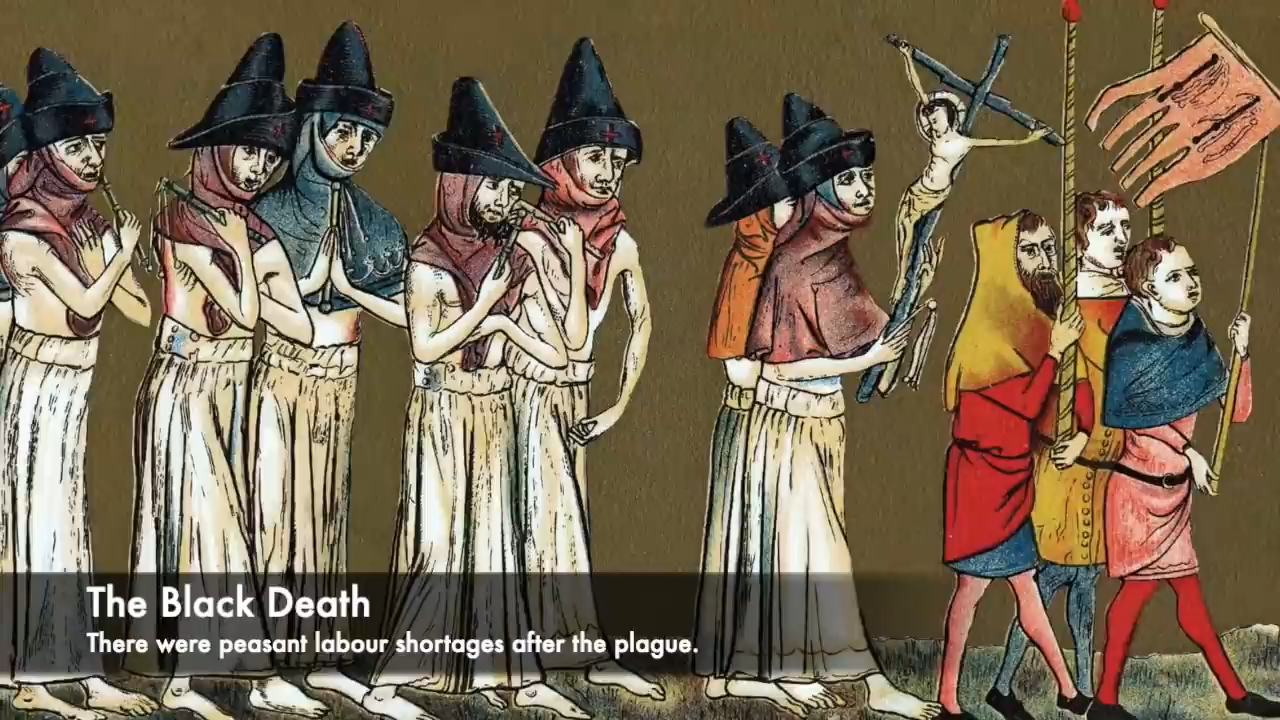 The Black Death
There were peasant labour shortages after the plague.